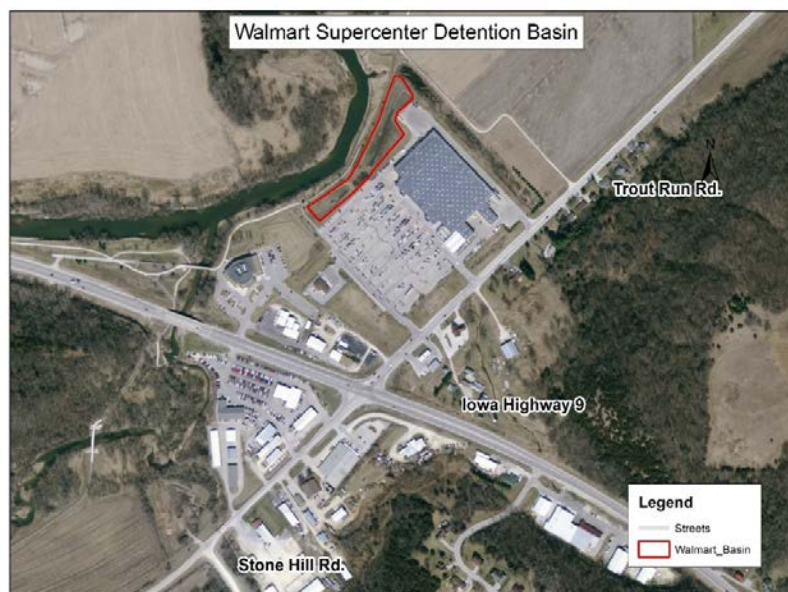 Walmart Supercenter Detention Basin
N
Trout Run Rd.
Iowa Highway 9
Stone Hill Rd.
Legend
Streets
Walmart_Basin